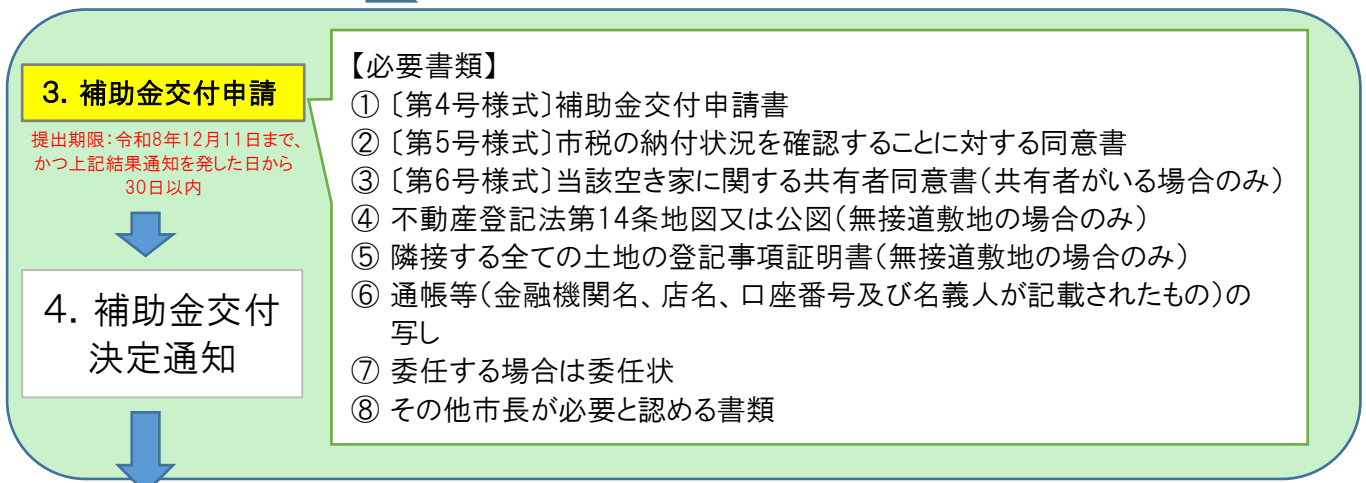 3．補助金交付申請
提出期限：令和8年12月11日まで、
かつ上記結果通知を発した日から
30日以内
4．補助金交付
決定通知
【必要書類】
① 〔第4号様式〕補助金交付申請書
② 〔第5号様式〕市税の納付状況を確認することに対する同意書
③ 〔第6号様式〕当該空き家に関する共有者同意書（共有者がいる場合のみ）
④ 不動産登記法第14条地図又は公図（無接道敷地の場合のみ）
⑤ 隣接する全ての土地の登記事項証明書（無接道敷地の場合のみ）
⑥ 通帳等（金融機関名、店名、口座番号及び名義人が記載されたもの）の
写し
⑦ 委任する場合は委任状
⑧ その他市長が必要と認める書類